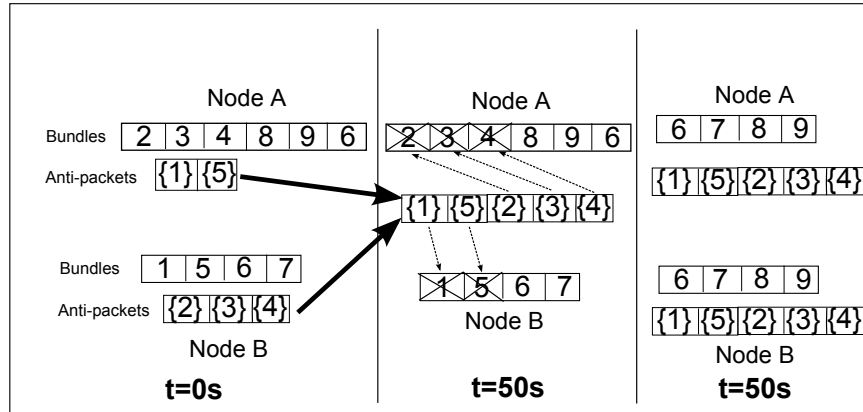 Node A
Bundles 2 3 4 8 9 6
Anti-packets {1} {5}
Bundles 1 5 6 7
Anti-packets {2} {3} {4}
Node B
t=0s
Node A
2 3 4 8 9 6
{1} {5} {2} {3} {4}
1 5 6 7
Node B
t=50s
Node A
6 7 8 9
{1} {5} {2} {3} {4}
6 7 8 9
{1} {5} {2} {3} {4}
Node B
t=50s